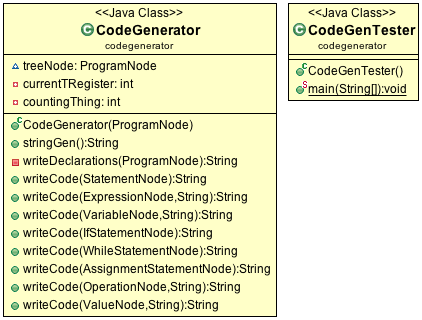 <<Java Class>>
CodeGenerator
codegenerator
treeNode: ProgramNode
currentTRegister: int
countingThing: int
CodeGenerator(ProgramNode)
stringGen():String
writeDeclarations(ProgramNode):String
writeCode(StatementNode):String
writeCode(ExpressionNode,String):String
writeCode(VariableNode,String):String
writeCode(IfStatementNode):String
writeCode(WhileStatementNode):String
writeCode(AssignmentStatementNode):String
writeCode(OperationNode,String):String
writeCode(ValueNode,String):String
<<Java Class>>
CodeGenTester
codegenerator
CodeGenTester()
main(String[]):void